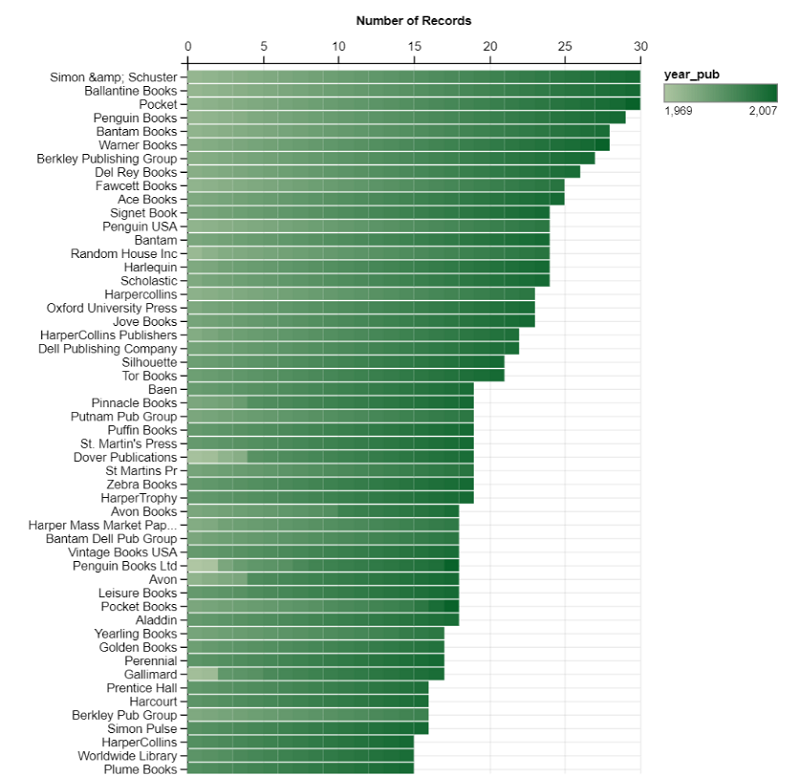 Number of Records
0 5 10 15 20 25 30
year_pub
1,969 2,007
Simon &amp; Schuster
Ballantine Books
Pocket
Penguin Books
Bantam Books
Warner Books
Berkley Publishing Group
Del Rey Books
Fawcett Books
Ace Books
Signet Book
Penguin USA
Bantam
Random House Inc
Harlequin
Scholastic
Harpercollins
Oxford University Press
Jove Books
HarperCollins Publishers
Dell Publishing Company
Silhouette
Tor Books
Baen
Pinnacle Books
Putnam Pub Group
Puffin Books
St. Martin's Press
Dover Publications
St Martins Pr
Zebra Books
HarperTrophy
Avon Books
Harper Mass Market Pap...
Bantam Dell Pub Group
Vintage Books USA
Penguin Books Ltd
Avon
Leisure Books
Pocket Books
Aladdin
Yearling Books
Golden Books
Perennial
Gallimard
Prentice Hall
Harcourt
Berkley Pub Group
Simon Pulse
HarperCollins
Worldwide Library
Plume Books